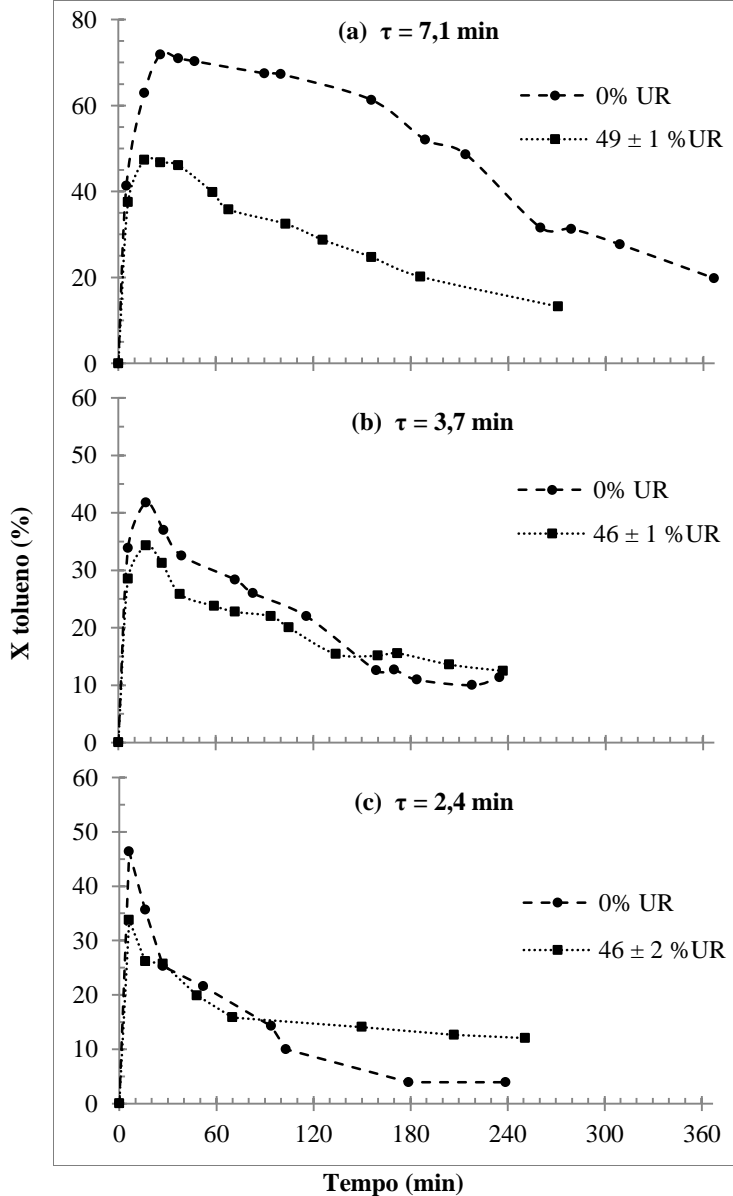 (a) τ = 7,1 min
80
60
40
20
0
0% UR
49 ± 1 %UR
(b) τ = 3,7 min
60
50
40
30
20
10
0
0% UR
46 ± 1 %UR
X tolueno (%)
(c) τ = 2,4 min
60
50
40
30
20
10
0
0% UR
46 ± 2 %UR
0 60 120 180 240 300 360
Tempo (min)